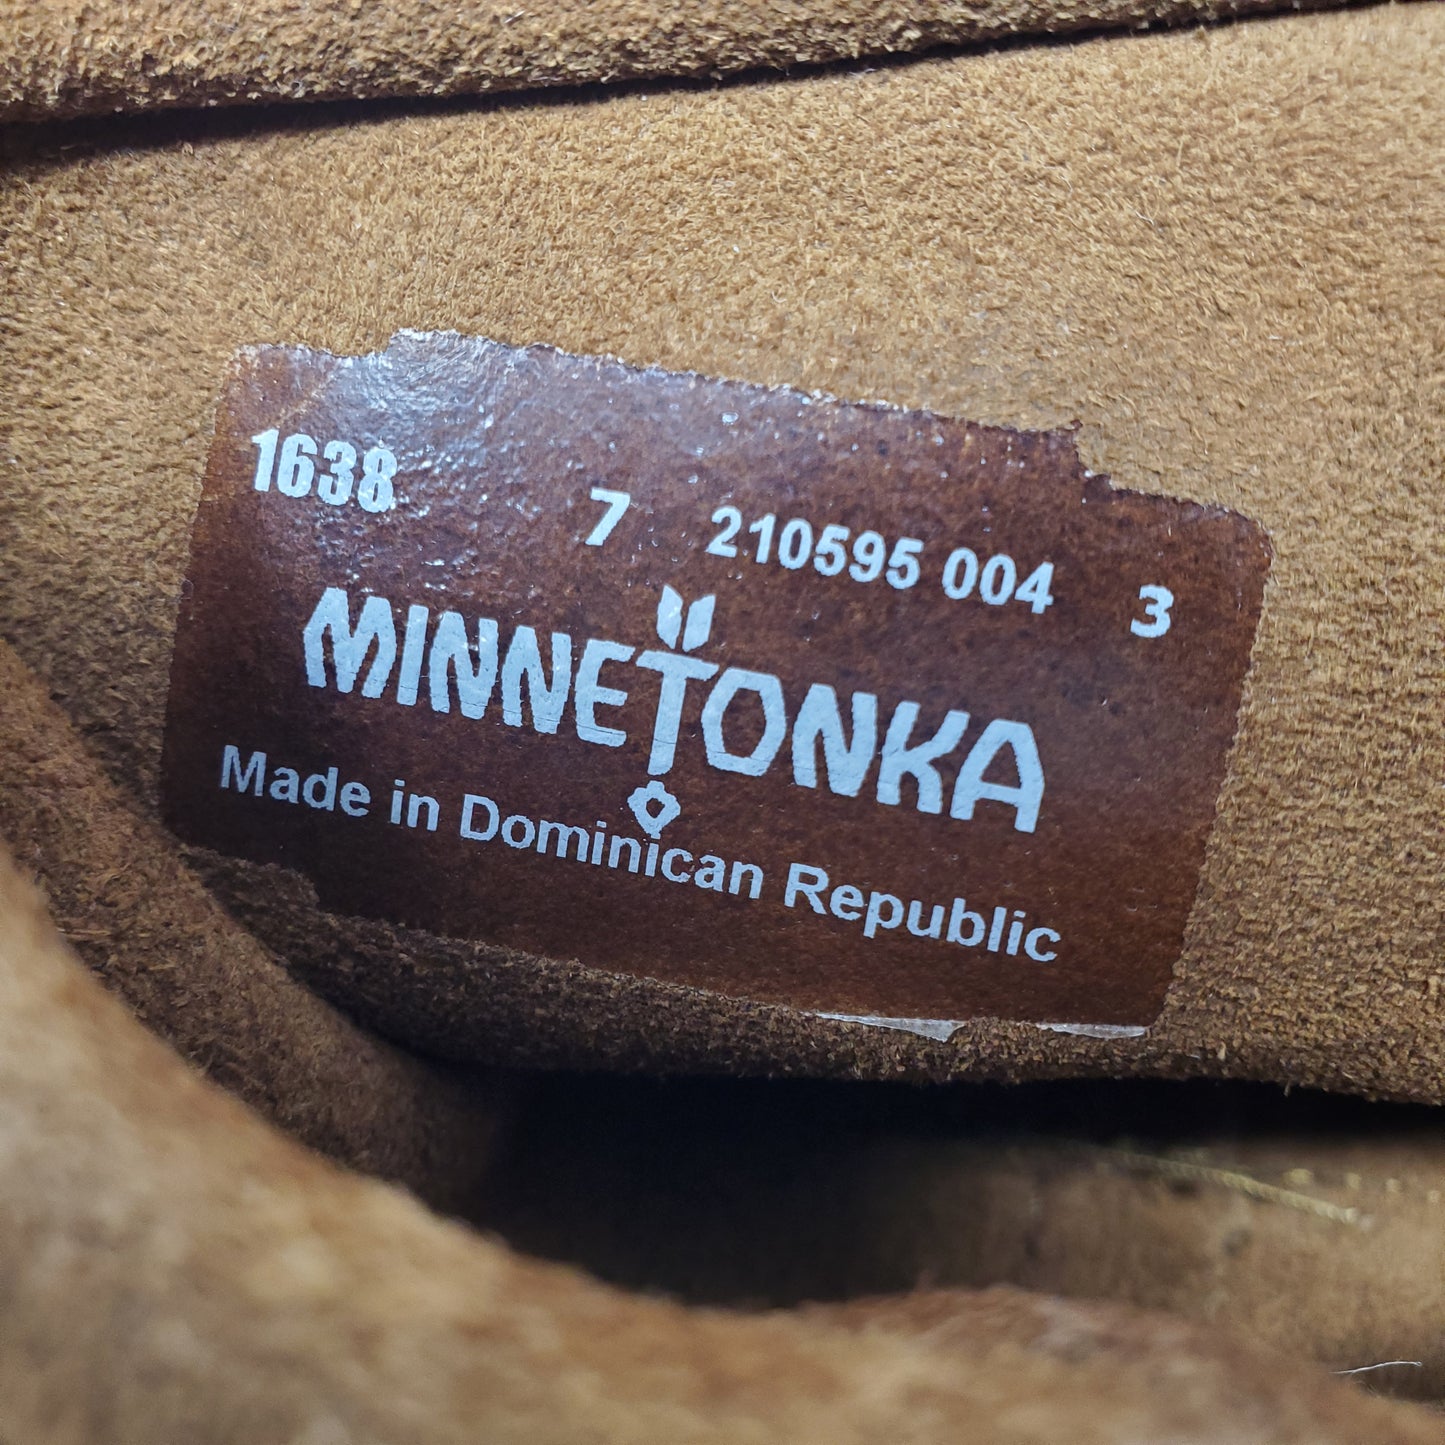 1638 7 210595 004 3
MINNETONKA
Made in Dominican Republic